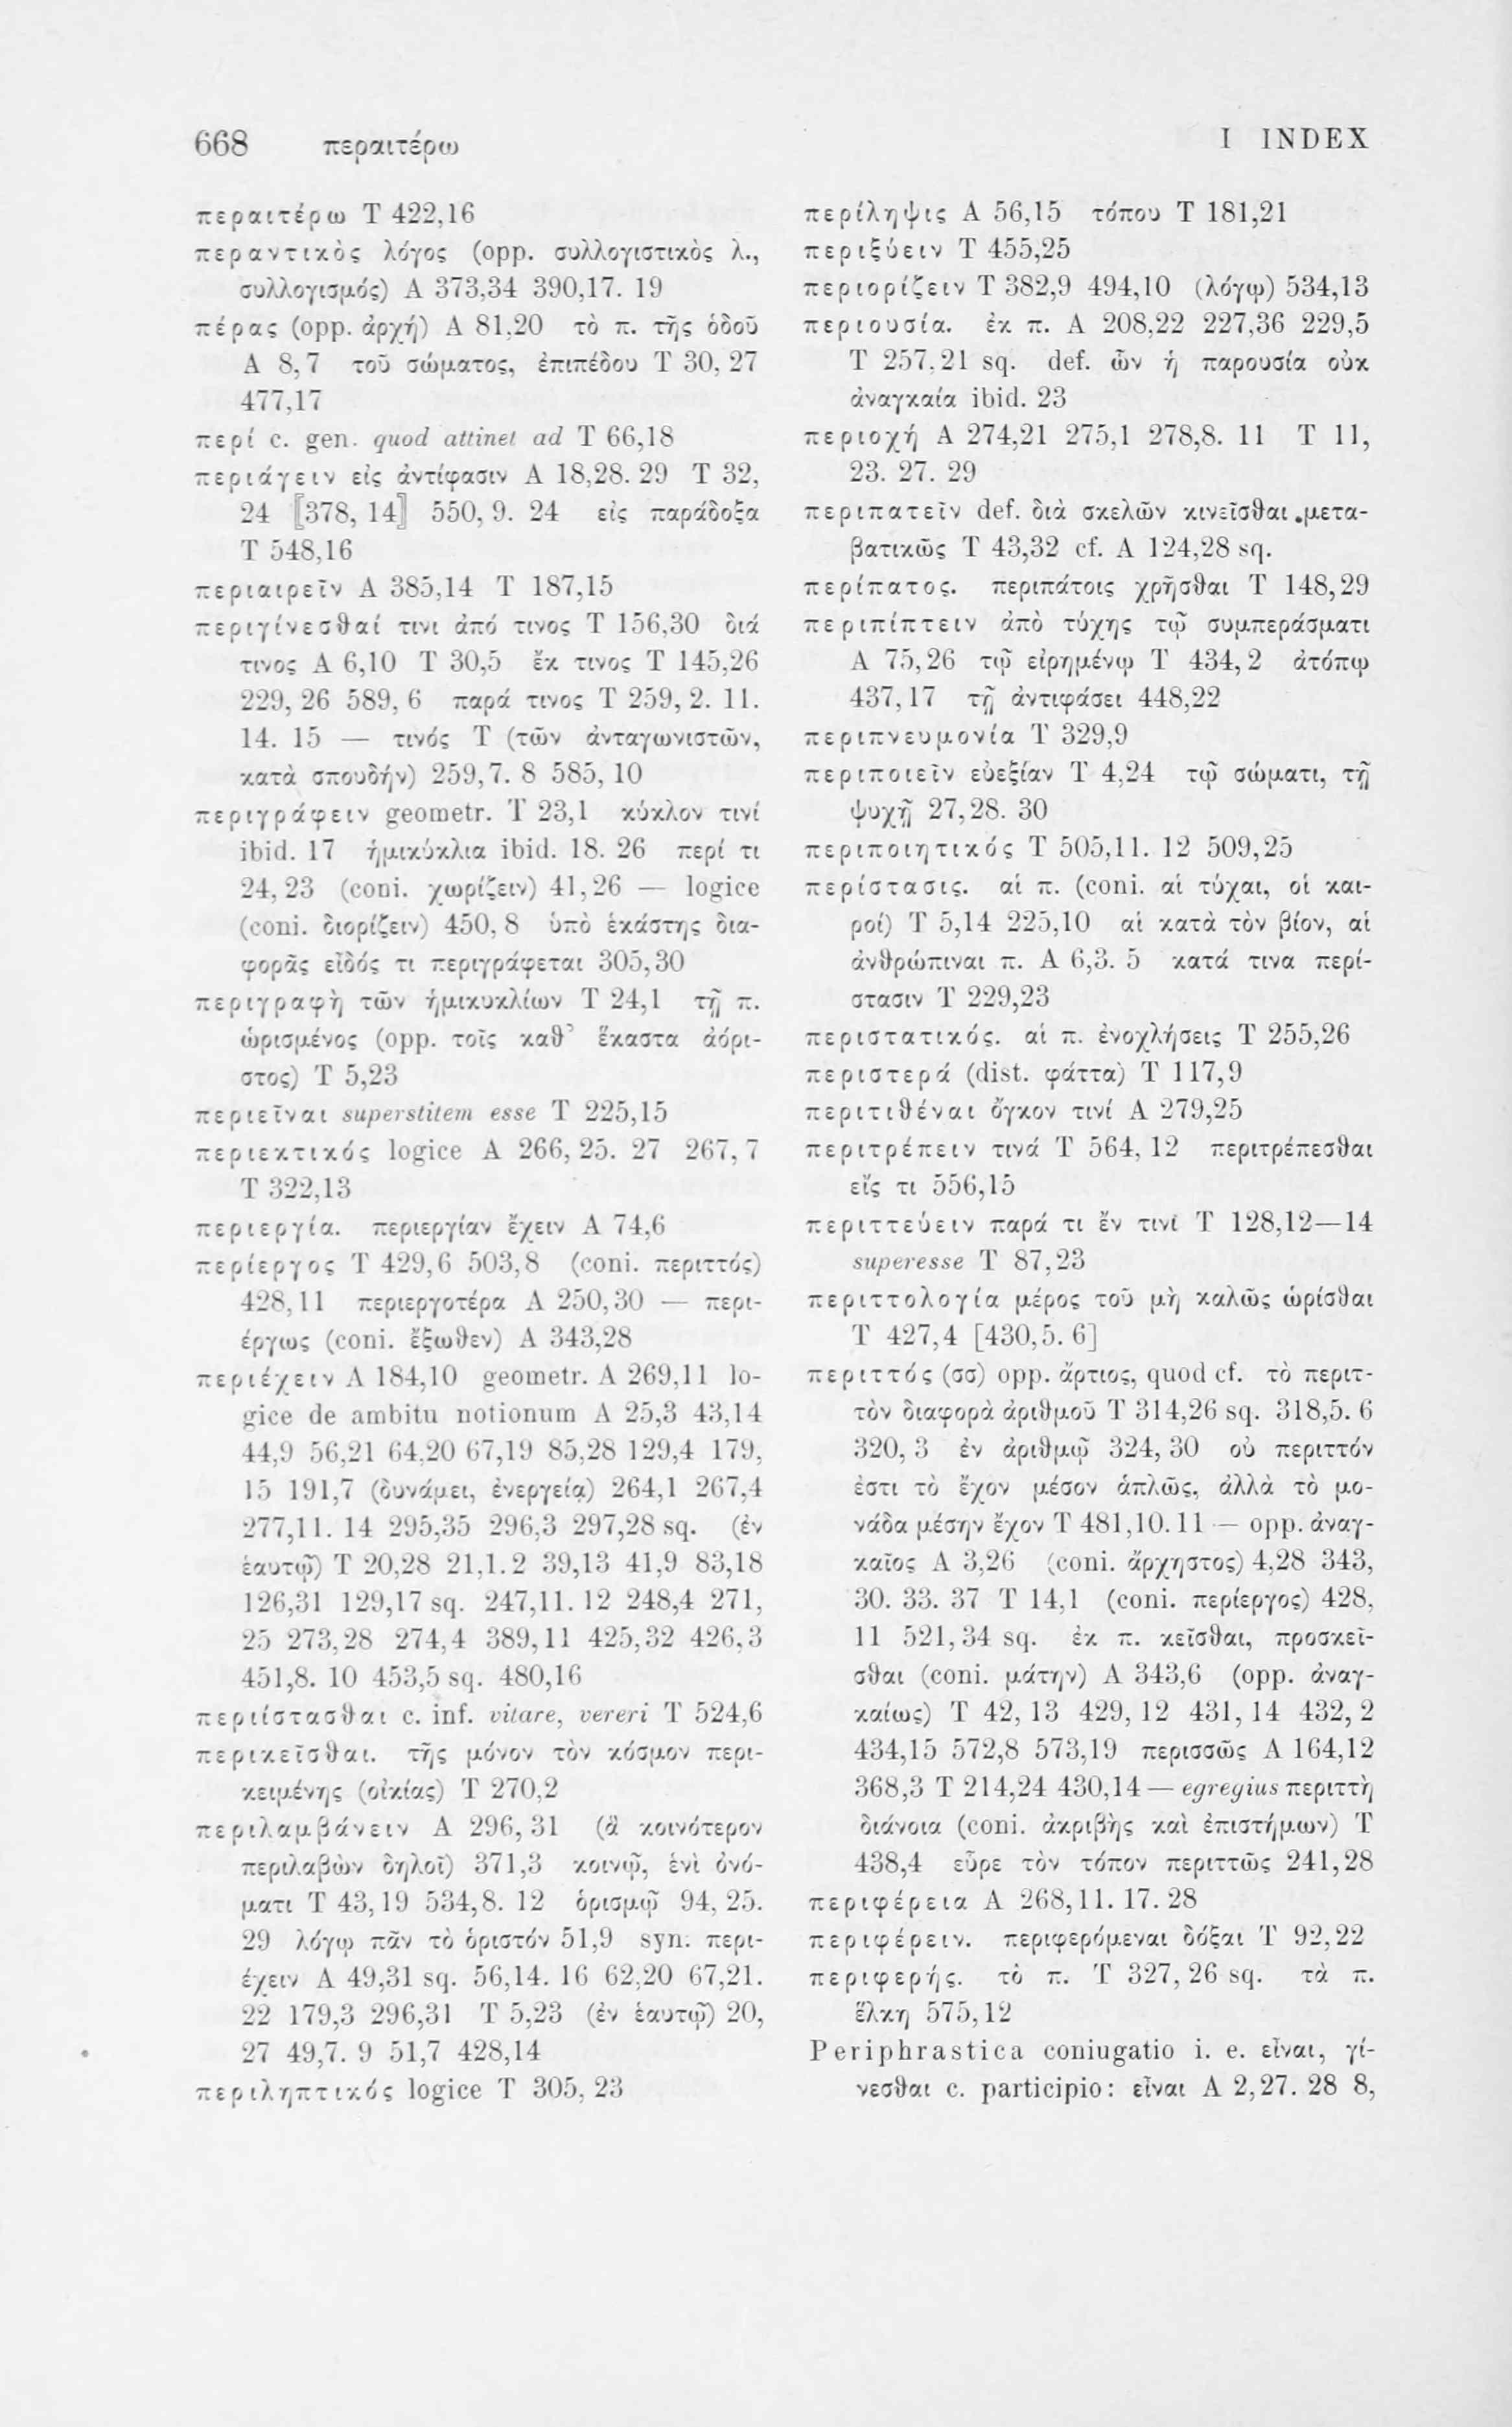 668 περαιτέρω
I INDEX
περαιτέρω T 422,16
περαντικὸς λόγος (opp. συλλογιστικὸς λ.,
συλλογισμός) A 373,34 390,17. 19
πέρας (opp. ἀρχή) A 81,20 τὸ π. τῆς ὁδοῦ
A 8, 7 τοῦ σώματος, ἐπιπέδου T 30, 27
477,17
περί c. gen. quod attinet ad T 66,18
περιάγειν εἰς ἀντίφασιν A 18,28. 29 T 32,
24 ⟦378, 14⟧ 550, 9. 24 εἰς παράδοξα
T 548,16
περιαιρεῖν A 385,14 T 187,15
περιγίνεσθαί τινι ἀπό τινος T 156,30 διά
τινος A 6,10 T 30,5 ἔκ τινος T 145,26
229, 26 589, 6 παρά τινος T 259, 2. 11.
14. 15 — τινός T (τῶν ἀνταγωνιστῶν,
κατὰ σπουδήν) 259, 7. 8 585, 10
περιγράφειν geometr. T 23,1 κύκλον τινί
ibid. 17 ἡμικύκλια ibid. 18. 26 περί τι
24, 23 (coni. χωρίζειν) 41, 26 — logice
(coni. διορίζειν) 450, 8 ὑπὸ ἑκάστης δια-
φορᾶς εἶδός τι περιγράφεται 305,30
περιγραφὴ τῶν ἡμικυκλίων T 24,1 τῇ π.
ὡρισμένος (opp. τοῖς καθ’ ἕκαστα ἀόρι-
στος) T 5,23
περιεῖναι superstitem esse T 225,15
περιεκτικός logice A 266, 25. 27 267, 7
T 322,13
περιεργία. περιεργίαν ἔχειν A 74,6
περίεργος T 429,6 503,8 (coni. περιττός)
428, 11 περιεργοτέρα A 250, 30 — περι-
έργως (coni. ἔξωθεν) A 343,28
περιέχειν A 184,10 geometr. A 269,11 lo-
gice de ambitu notionum A 25,3 43,14
44,9 56,21 64,20 67,19 85,28 129,4 179,
15 191,7 (δυνάμει, ἐνεργείᾳ) 264,1 267,4
277,11. 14 295,35 296,3 297,28 sq. (ἐν
ἑαυτῷ) T 20,28 21,1. 2 39,13 41,9 83,18
126,31 129,17 sq. 247,11. 12 248,4 271,
25 273, 28 274,4 389, 11 425, 32 426, 3
451,8. 10 453,5 sq. 480,16
περιίστασθαι c. inf. vitare, vereri T 524,6
περικεῖσθαι. τῆς μόνον τὸν κόσμον περι-
κειμένης (οἰκίας) T 270,2
περιλαμβάνειν A 296, 31 (ἃ κοινότερον
περιλαβὼν δηλοῖ) 371,3 κοινῷ, ἑνὶ ὀνό-
ματι T 43, 19 534, 8. 12 ὁρισμῷ 94, 25.
29 λόγῳ πᾶν τὸ ὁριστόν 51,9 syn. περι-
έχειν A 49,31 sq. 56,14. 16 62,20 67,21.
22 179,3 296,31 T 5,23 (ἐν ἑαυτῷ) 20,
27 49,7. 9 51,7 428,14
περιληπτικός logice T 305, 23
περίληψις A 56,15 τόπου T 181,21
περιξύειν T 455,25
περιορίζειν T 382,9 494,10 (λόγῳ) 534,13
περιουσία. ἐκ π. A 208,22 227,36 229,5
T 257, 21 sq. def. ὧν ἡ παρουσία οὐκ
ἀναγκαία ibid. 23
περιοχή A 274,21 275,1 278,8. 11 T 11,
23. 27. 29
περιπατεῖν def. διὰ σκελῶν κινεῖσθαι μετα-
βατικῶς T 43,32 cf. A 124,28 sq.
περίπατος. περιπάτοις χρῆσθαι T 148,29
περιπίπτειν ἀπὸ τύχης τῷ συμπεράσματι
A 75, 26 τῷ εἰρημένῳ T 434, 2 ἀτόπῳ
437, 17 τῇ ἀντιφάσει 448,22
περιπνευμονία T 329,9
περιποιεῖν εὐεξίαν T 4,24 τῷ σώματι, τῇ
ψυχῇ 27, 28. 30
περιποιητικός T 505,11. 12 509,25
περίστασις. αἱ π. (coni. αἱ τύχαι, οἱ και-
ροί) T 5,14 225,10 αἱ κατὰ τὸν βίον, αἱ
ἀνθρώπιναι π. A 6,3. 5 κατά τινα περί-
στασιν T 229,23
περιστατικός. αἱ π. ἐνοχλήσεις T 255,26
περιστερά (dist. φάττα) T 117,9
περιτιθέναι ὄγκον τινί A 279,25
περιτρέπειν τινά T 564, 12 περιτρέπεσθαι
εἴς τι 556,15
περιττεύειν παρά τι ἔν τινι T 128,12—14
superesse T 87,23
περιττολογία μέρος τοῦ μὴ καλῶς ὡρίσθαι
T 427,4 [430,5. 6]
περιττός (σσ) opp. ἄρτιος, quod cf. τὸ περιτ-
τὸν διαφορὰ ἀριθμοῦ T 314,26 sq. 318,5. 6
320, 3 ἐν ἀριθμῷ 324, 30 οὐ περιττόν
ἐστι τὸ ἔχον μέσον ἁπλῶς, ἀλλὰ τὸ μο-
νάδα μέσην ἔχον T 481,10. 11 — opp. ἀναγ-
καῖος A 3,26 (coni. ἄρχηστος) 4,28 343,
30. 33. 37 T 14,1 (coni. περίεργος) 428,
11 521, 34 sq. ἐκ π. κεῖσθαι, προσκεῖ-
σθαι (coni. μάτην) A 343,6 (opp. ἀναγ-
καίως) T 42, 13 429, 12 431, 14 432, 2
434,15 572,8 573,19 περισσῶς A 164,12
368,3 T 214,24 430,14 — egregius περιττὴ
διάνοια (coni. ἀκριβὴς καὶ ἐπιστήμων) T
438,4 εὗρε τὸν τόπον περιττῶς 241,28
περιφέρεια A 268,11. 17. 28
περιφέρειν. περιφερόμεναι δόξαι T 92,22
περιφερής. τὸ π. T 327, 26 sq. τὰ π.
ἕλκη 575,12
Periphrastica coniugatio i. e. εἶναι, γί-
νεσθαι c. participio: εἶναι A 2,27. 28 8,